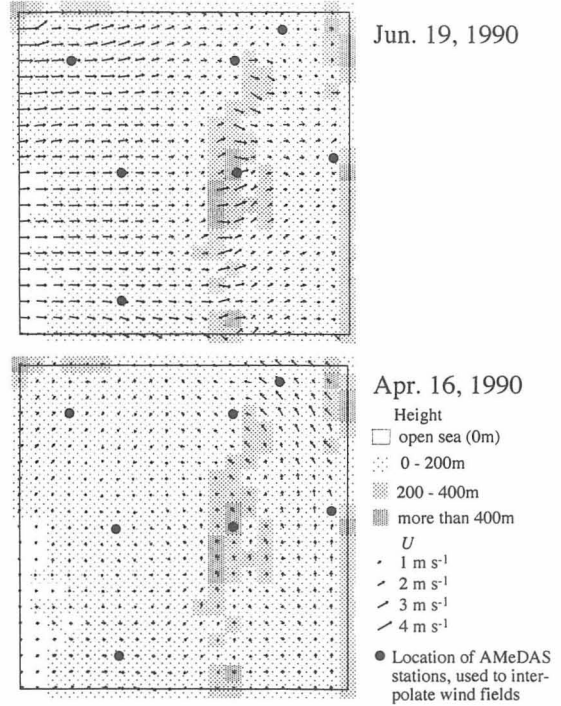 Jun. 19, 1990
Apr. 16, 1990
Height
open sea (0m)
0 - 200m
200 - 400m
more than 400m
U
1 m s-1
2 m s-1
3 m s-1
4 m s-1
Location of AMeDAS
stations, used to inter-
polate wind fields